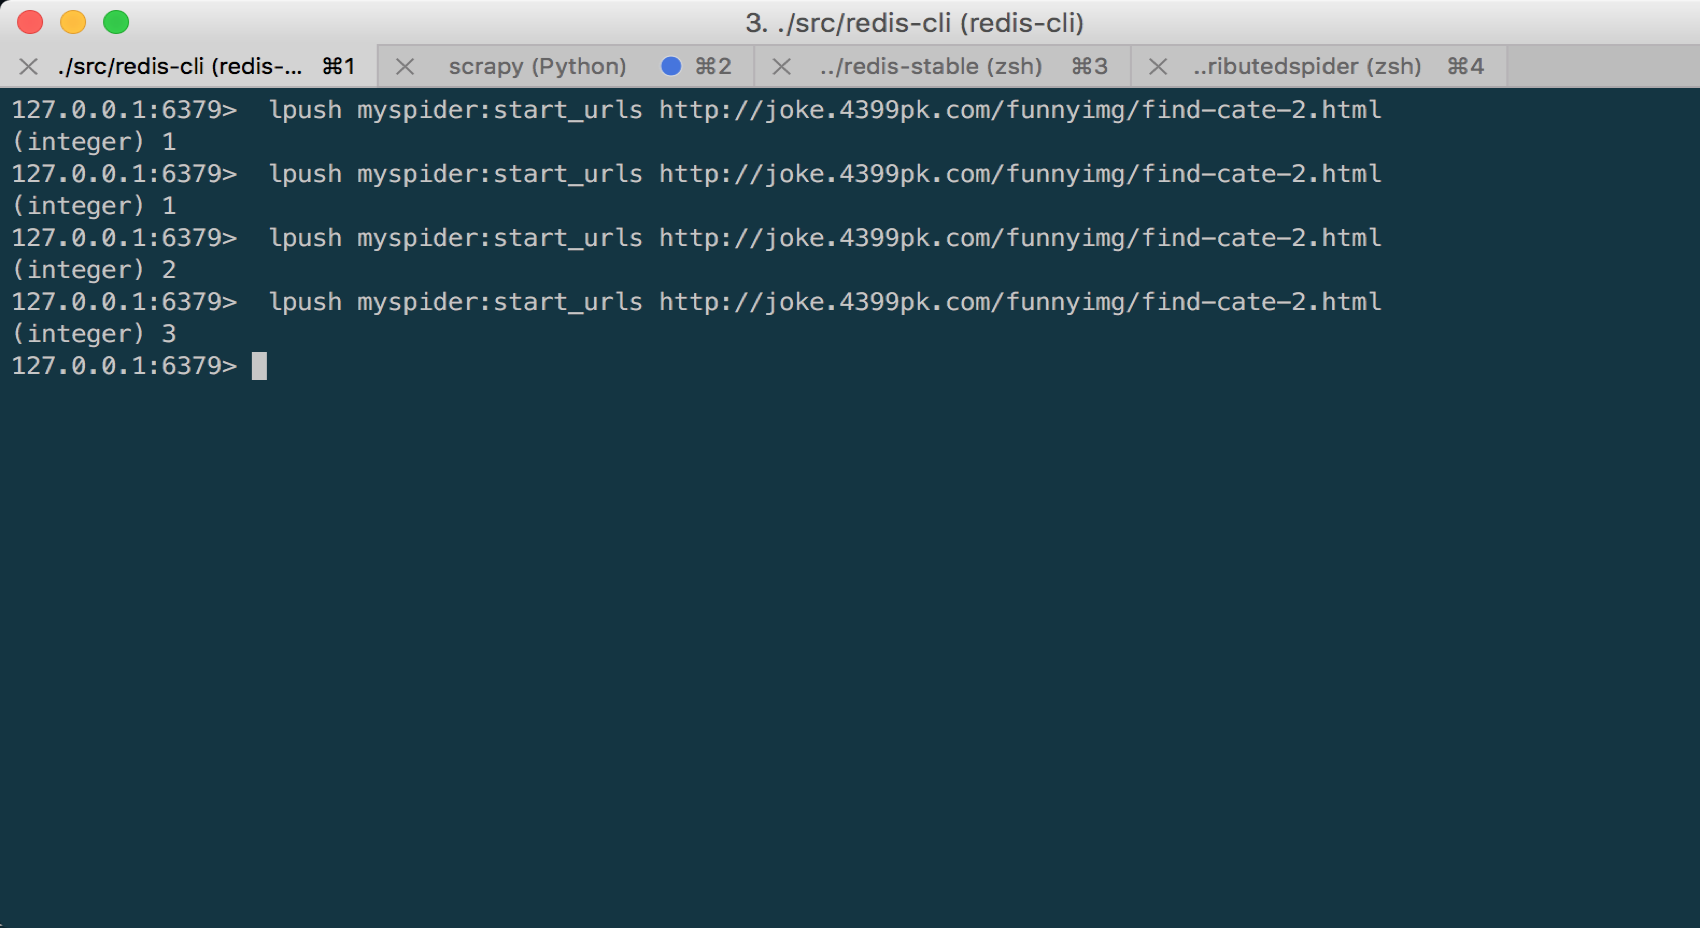 3. ./src/redis-cli (redis-cli)
./src/redis-cli (redis-... ⌘1 scrapy (Python) ⌘2 ../redis-stable (zsh) ⌘3 ..ributedspider (zsh) ⌘4
127.0.0.1:6379>  lpush myspider:start_urls http://joke.4399pk.com/funnyimg/find-cate-2.html
(integer) 1
127.0.0.1:6379>  lpush myspider:start_urls http://joke.4399pk.com/funnyimg/find-cate-2.html
(integer) 1
127.0.0.1:6379>  lpush myspider:start_urls http://joke.4399pk.com/funnyimg/find-cate-2.html
(integer) 2
127.0.0.1:6379>  lpush myspider:start_urls http://joke.4399pk.com/funnyimg/find-cate-2.html
(integer) 3
127.0.0.1:6379>